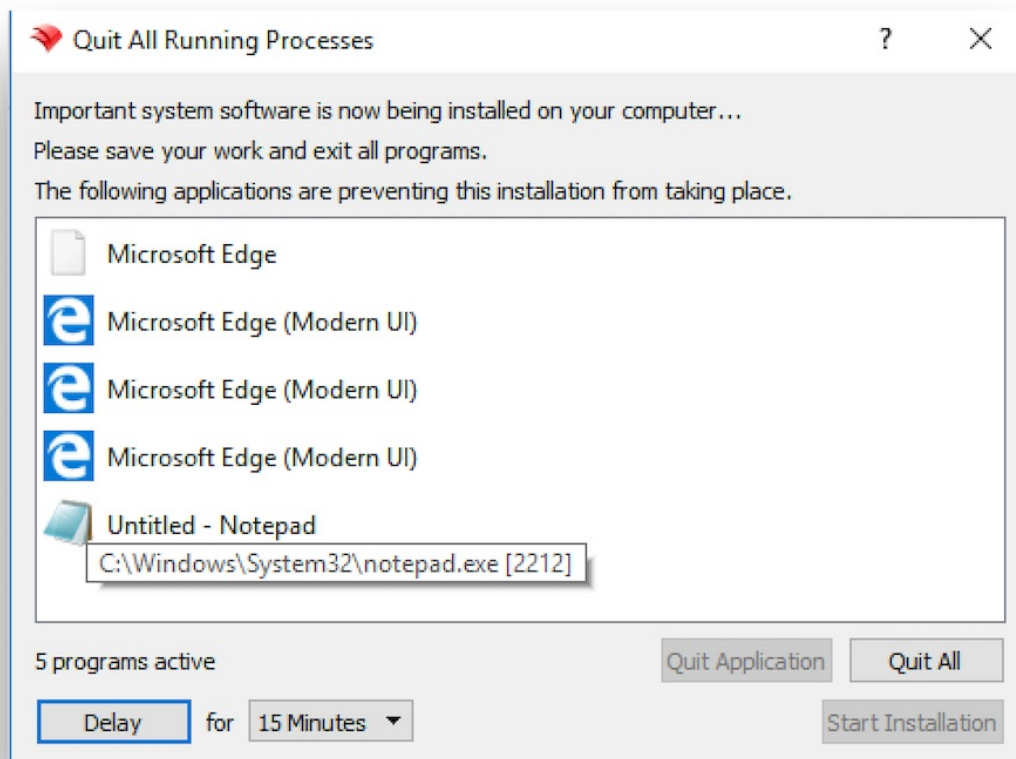 Quit All Running Processes
?
Important system software is now being installed on your computer...
Please save your work and exit all programs.
The following applications are preventing this installation from taking place.
Microsoft Edge
Microsoft Edge (Modern UI)
Microsoft Edge (Modern UI)
Microsoft Edge (Modern UI)
Untitled - Notepad
C:\Windows\System32\notepad.exe [2212]
5 programs active
Quit Application
Quit All
Delay
for
15 Minutes
Start Installation